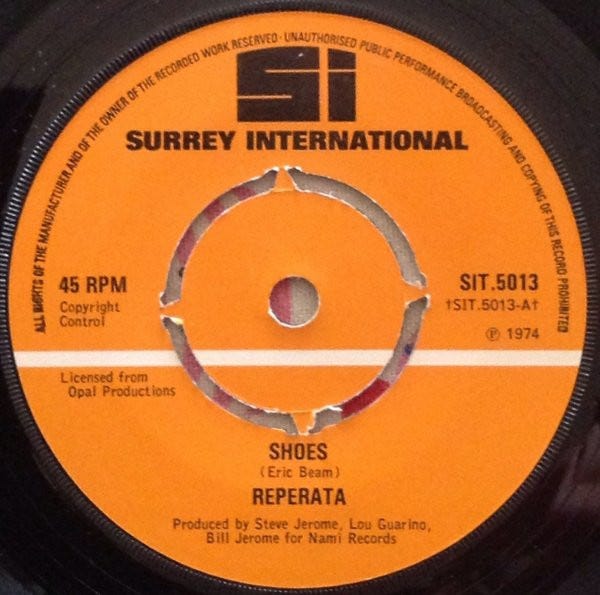 ALL RIGHTS OF THE MANUFACTURER AND OF THE OWNER OF THE RECORDED WORK RESERVED · UNAUTHORISED PUBLIC PERFORMANCE BROADCASTING AND COPYING OF THIS RECORD PROHIBITED
Si
SURREY INTERNATIONAL
45 RPM
Copyright
Control
SIT.5013
†SIT.5013-A†
℗ 1974
Licensed from
Opal Productions
SHOES
(Eric Beam)
REPERATA
Produced by Steve Jerome, Lou Guarino,
Bill Jerome for Nami Records